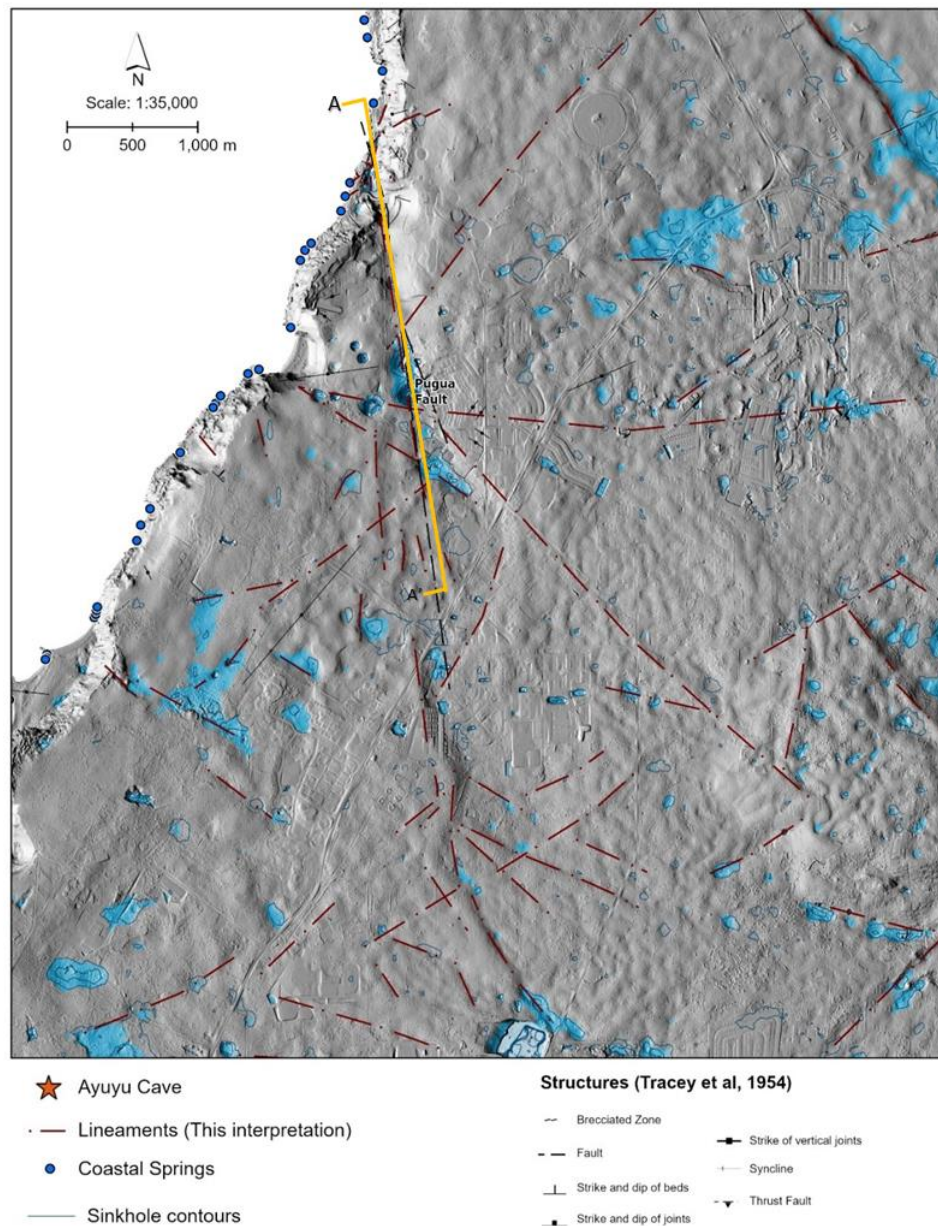 N
Scale: 1:35,000
0 500 1,000 m
A
Pugua
Fault
A
Ayuyu Cave
Lineaments (This interpretation)
Coastal Springs
Sinkhole contours
Structures (Tracey et al, 1954)
Brecciated Zone
Fault
Strike and dip of beds
Strike and dip of joints
Strike of vertical joints
Syncline
Thrust Fault